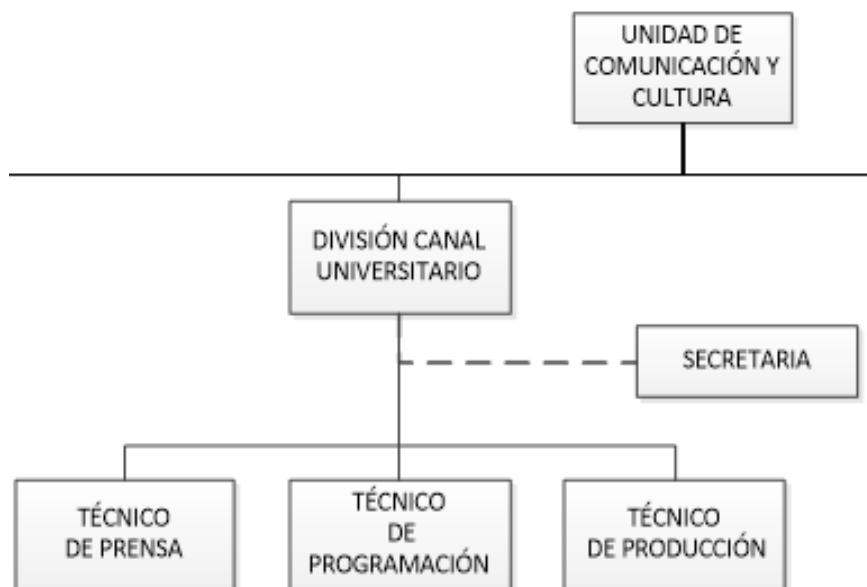 UNIDAD DE
COMUNICACIÓN Y
CULTURA
DIVISIÓN CANAL
UNIVERSITARIO
SECRETARIA
TÉCNICO
DE PRENSA
TÉCNICO
DE
PROGRAMACIÓN
TÉCNICO
DE PRODUCCIÓN